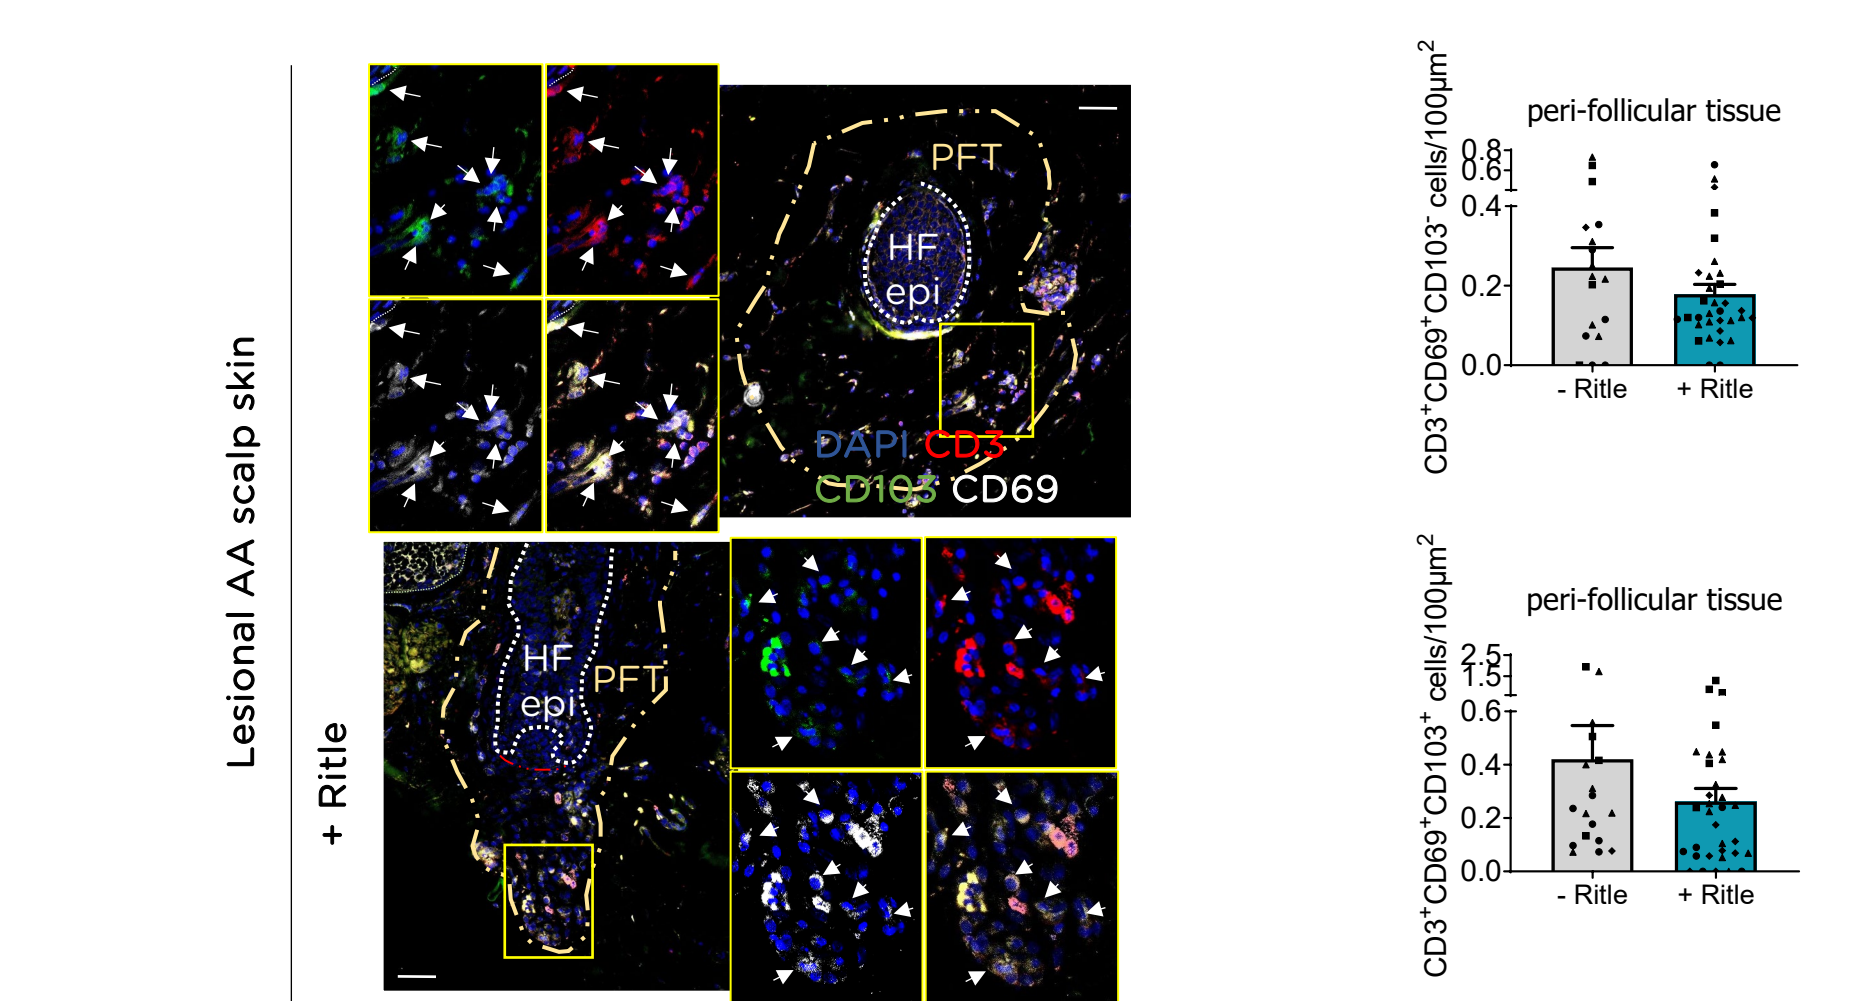 Lesional AA scalp skin
+ Ritle
PFT
HF
epi
DAPI CD3
CD103 CD69
HF
epi
PFT
CD3⁺CD69⁺CD103⁻ cells/100µm²
peri-follicular tissue
0.8
0.6
0.4
0.2
0.0
- Ritle
+ Ritle
CD3⁺CD69⁺CD103⁺ cells/100µm²
peri-follicular tissue
2.5
1.5
0.6
0.4
0.2
0.0
- Ritle
+ Ritle